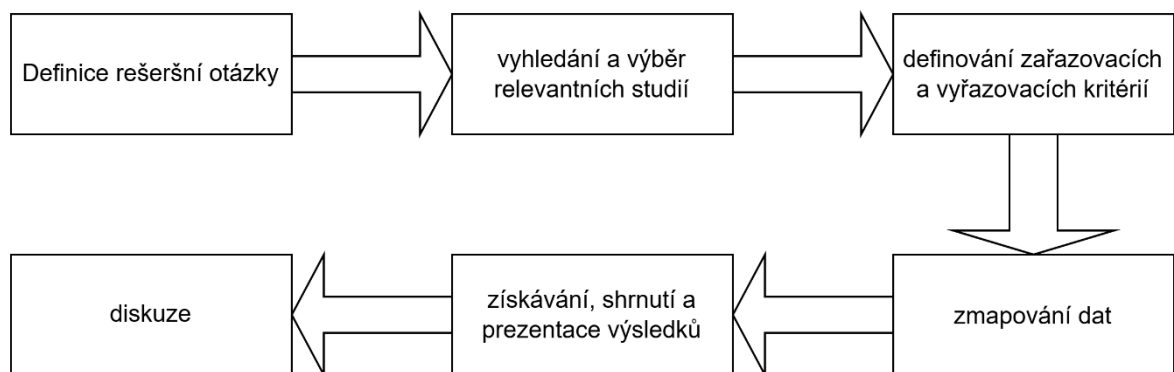 Definice rešeršní otázky
vyhledání a výběr
relevantních studií
definování zařazovacích
a vyřazovacích kritérií
zmapování dat
získávání, shrnutí a
prezentace výsledků
diskuze